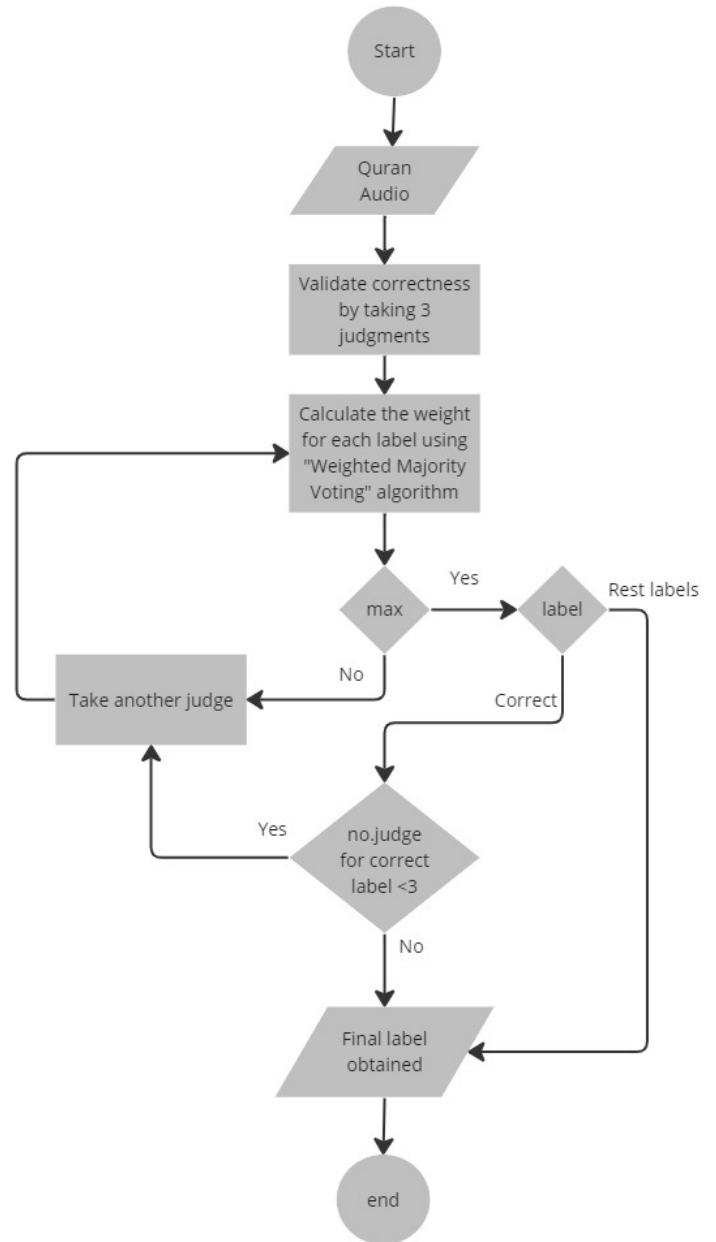 Start
Quran
Audio
Validate correctness
by taking 3
judgments
Calculate the weight
for each label using
"Weighted Majority
Voting" algorithm
max
Yes
label
Rest labels
No
Take another judge
Correct
Yes
no.judge
for correct
label <3
No
Final label
obtained
end